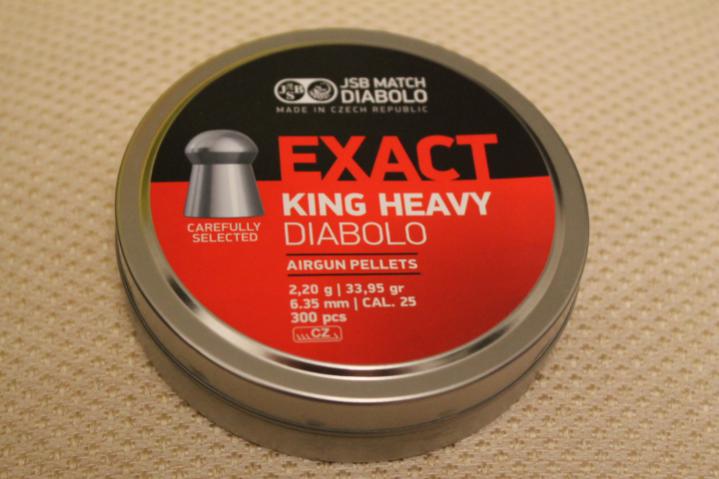 JSB
JSB MATCH
DIABOLO
MADE IN CZECH REPUBLIC
EXACT
KING HEAVY
DIABOLO
CAREFULLY
SELECTED
AIRGUN PELLETS
2,20 g | 33,95 gr
6.35 mm | CAL. 25
300 pcs
CZ